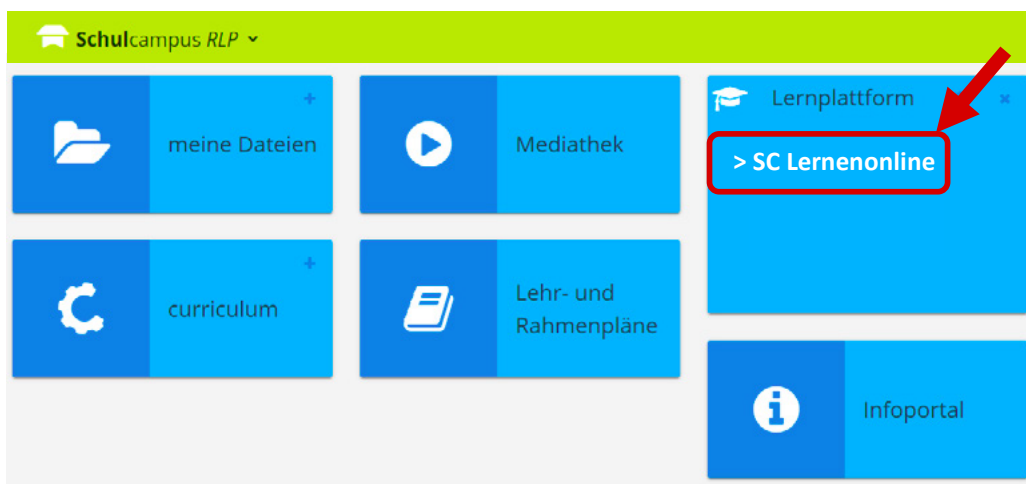 Schulcampus RLP
meine Dateien
Mediathek
Lernplattform
> SC Lernenonline
curriculum
Lehr- und
Rahmenpläne
Infoportal